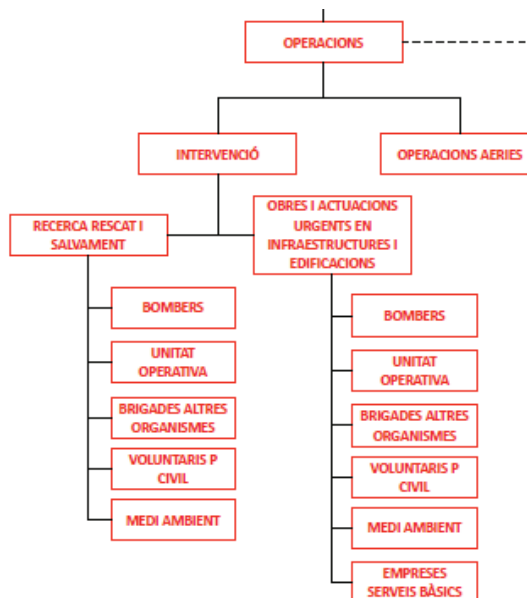 OPERACIONS
INTERVENCIÓ
OPERACIONS AERIES
RECERCA RESCAT I
SALVAMENT
OBRES I ACTUACIONS
URGENTS EN
INFRAESTRUCTURES I
EDIFICACIONS
BOMBERS
UNITAT
OPERATIVA
BRIGADES ALTRES
ORGANISMES
VOLUNTARIS P
CIVIL
MEDI AMBIENT
BOMBERS
UNITAT
OPERATIVA
BRIGADES ALTRES
ORGANISMES
VOLUNTARIS P
CIVIL
MEDI AMBIENT
EMPRESES
SERVEIS BÀSICS